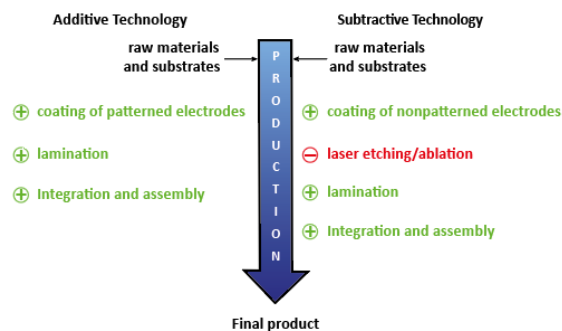 Additive Technology
Subtractive Technology
raw materials
and substrates
raw materials
and substrates
PRODUCTION
coating of patterned electrodes
lamination
Integration and assembly
coating of nonpatterned electrodes
laser etching/ablation
lamination
Integration and assembly
Final product